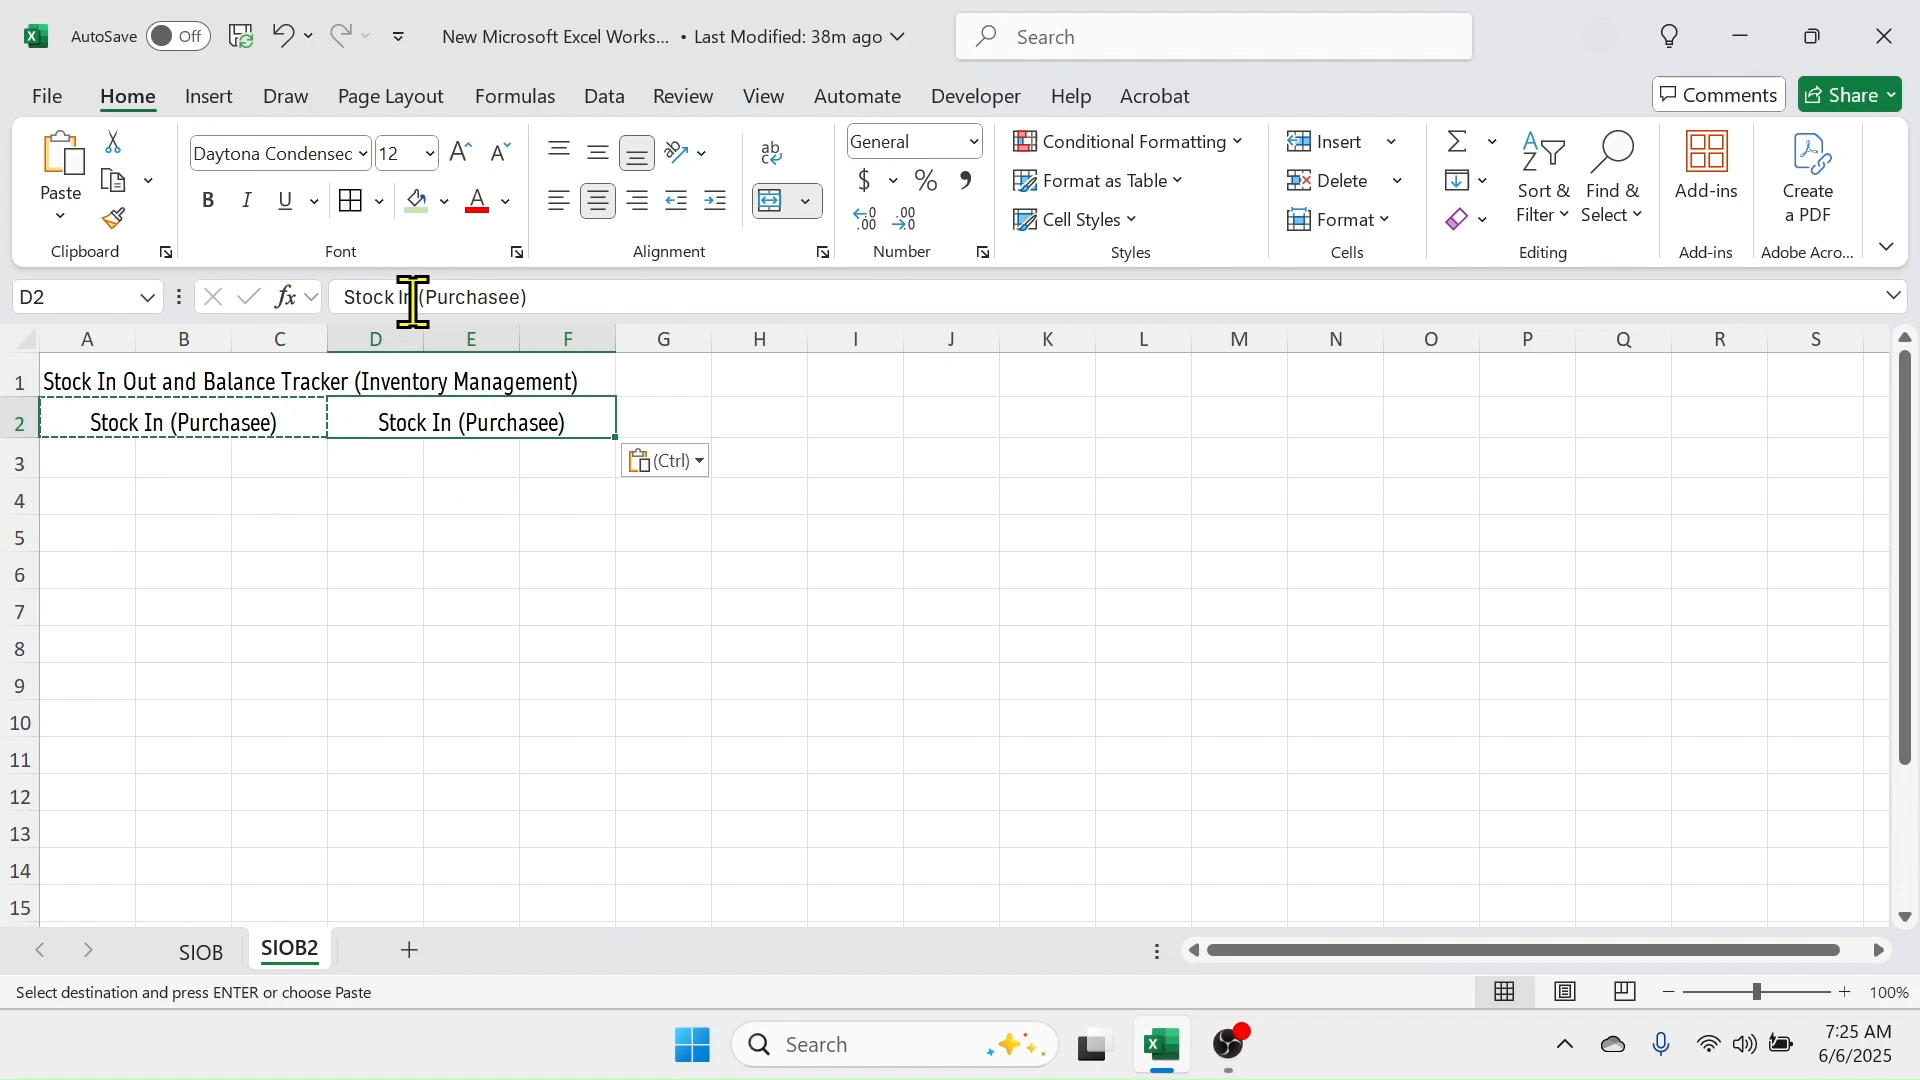 AutoSave Off New Microsoft Excel Works... • Last Modified: 38m ago Search
File Home Insert Draw Page Layout Formulas Data Review View Automate Developer Help Acrobat Comments Share
Paste
Clipboard
Daytona Condensec 12
B I U A
Font
ab
Alignment
General
$ % ,
Number
Conditional Formatting
Format as Table
Cell Styles
Styles
Insert
Delete
Format
Cells
Sort & Filter
Find & Select
Editing
Add-ins
Add-ins
Create a PDF
Adobe Acro...
D2 fx Stock In (Purchasee)
A B C D E F G H I J K L M N O P Q R S
1 Stock In Out and Balance Tracker (Inventory Management)
2 Stock In (Purchasee) Stock In (Purchasee)
3 (Ctrl)
4
5
6
7
8
9
10
11
12
13
14
15
SIOB SIOB2
Select destination and press ENTER or choose Paste 100%
Search 7:25 AM
6/6/2025